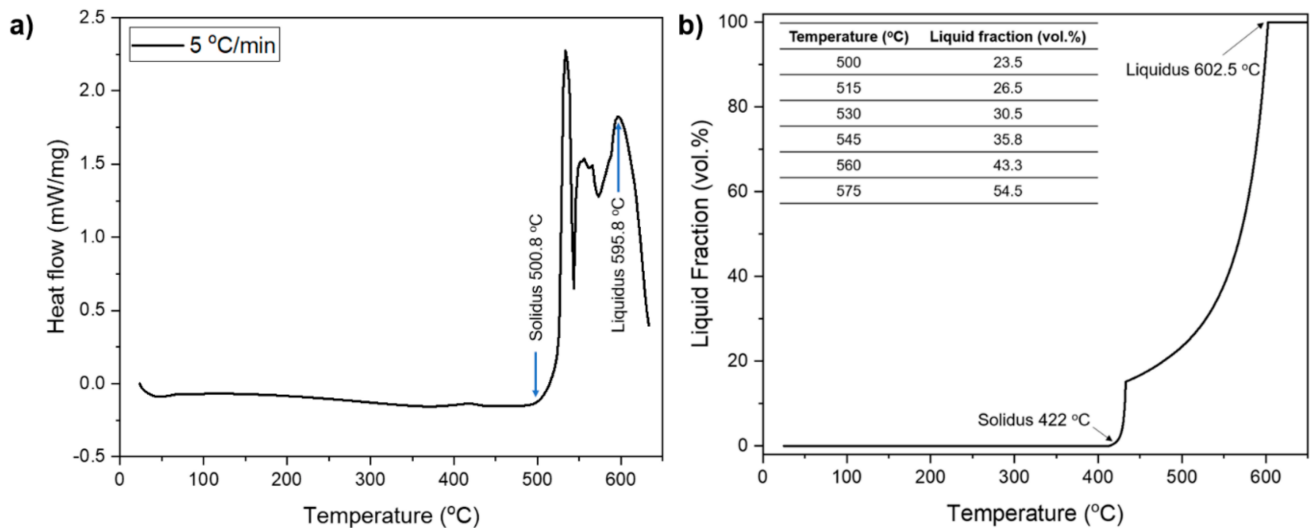 a)
5 °C/min
2.5
2.0
1.5
1.0
0.5
0.0
-0.5
Heat flow (mW/mg)
Solidus 500.8 °C
Liquidus 595.8 °C
0 100 200 300 400 500 600
Temperature (°C)
b)
100
80
60
40
20
0
Liquid Fraction (vol.%)
Temperature (°C) Liquid fraction (vol.%)
500 23.5
515 26.5
530 30.5
545 35.8
560 43.3
575 54.5
Liquidus 602.5 °C
Solidus 422 °C
0 100 200 300 400 500 600
Temperature (°C)